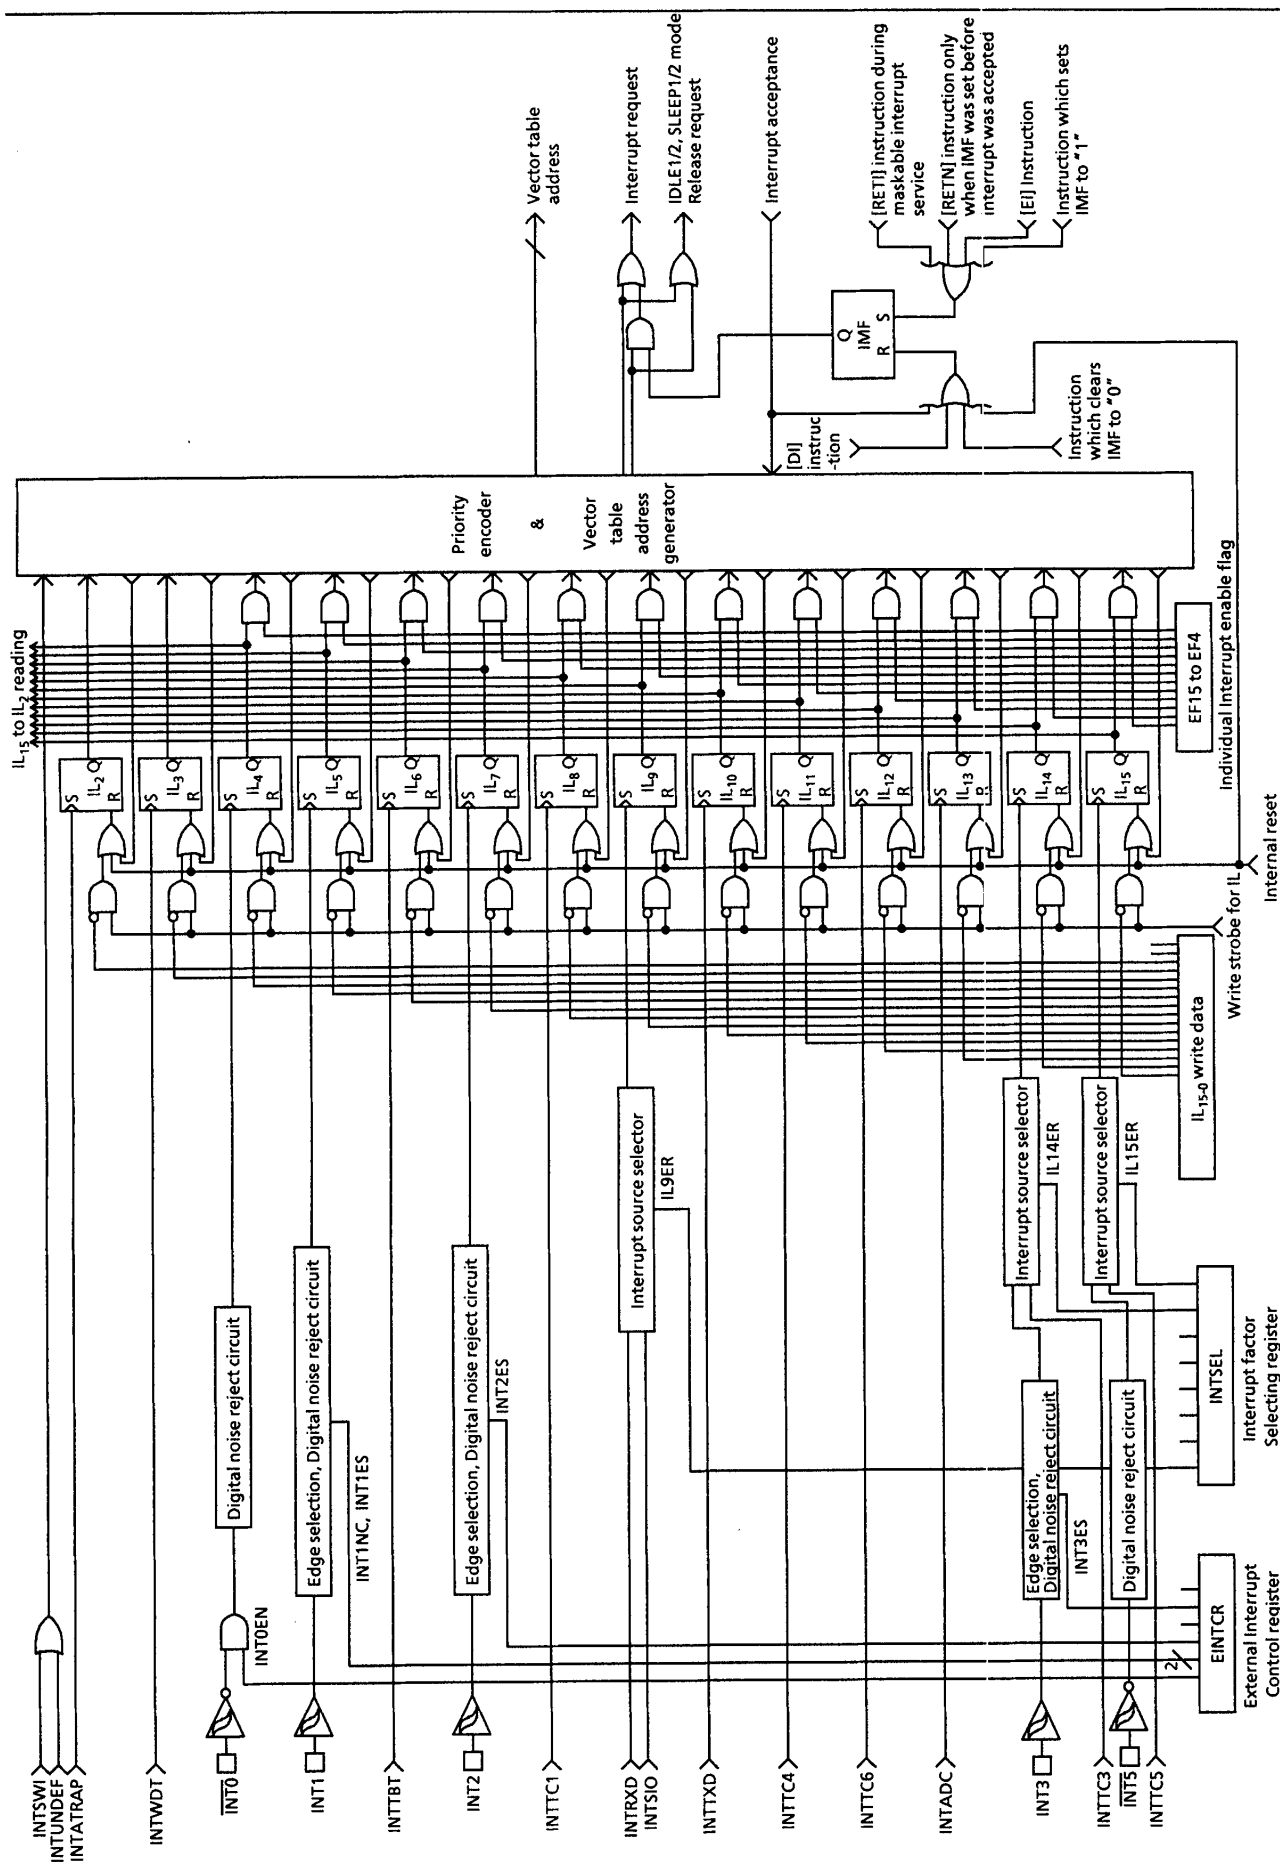 INTSWI
INTUNDEF
INTATRAP
INTWDT
INT0
INT1
INTTBT
INT2
INTTC1
INTRXD
INTSIO
INTTXD
INTTC4
INTTC6
INTADC
INT3
INTTC3
INT5
INTTC5
INT0EN
Digital noise reject circuit
Edge selection, Digital noise reject circuit
INT1NC, INT1ES
Edge selection, Digital noise reject circuit
INT2ES
Edge selection,
Digital noise reject circuit
INT3ES
Digital noise reject circuit
2
EINTCR
External Interrupt
Control register
INTSEL
Interrupt factor
Selecting register
Interrupt source selector
IL9ER
Interrupt source selector
IL14ER
Interrupt source selector
IL15ER
IL15-0 write data
Write strobe for IL
Internal reset
S
IL2 Q
R
S
IL3 Q
R
S
IL4 Q
R
S
IL5 Q
R
S
IL6 Q
R
S
IL7 Q
R
S
IL8 Q
R
S
IL9 Q
R
S
IL10 Q
R
S
IL11 Q
R
S
IL12 Q
R
S
IL13 Q
R
S
IL14 Q
R
S
IL15 Q
R
IL15 to IL2 reading
EF15 to EF4
Individual Interrupt enable flag
Priority
encoder
&
Vector
table
address
generator
Vector table
address
Interrupt request
IDLE1/2, SLEEP1/2 mode
Release request
Interrupt acceptance
Q
IMF
R S
[DI]
instruc
-tion
Instruction
which clears
IMF to "0"
[RETI] instruction during
maskable interrupt
service
[RETN] instruction only
when IMF was set before
interrupt was accepted
[EI] Instruction
Instruction which sets
IMF to "1"